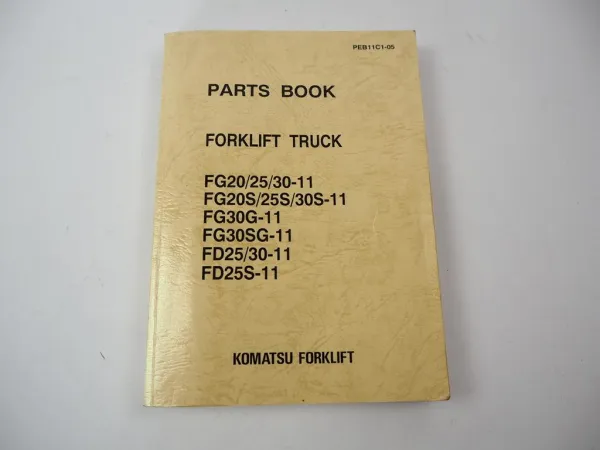 PEB11C1-05
PARTS BOOK
FORKLIFT TRUCK
FG20/25/30-11
FG20S/25S/30S-11
FG30G-11
FG30SG-11
FD25/30-11
FD25S-11
KOMATSU FORKLIFT